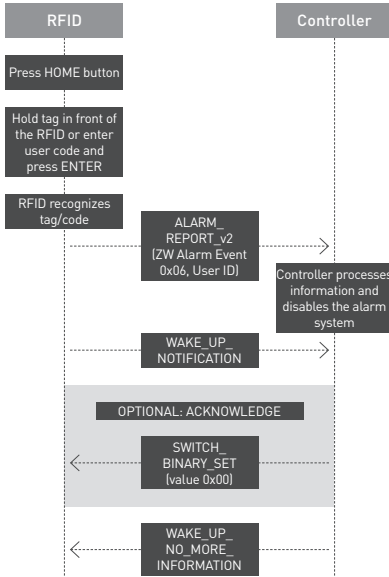 RFID
Controller
Press HOME button
Hold tag in front of
the RFID or enter
user code and
press ENTER
RFID recognizes
tag/code
ALARM_
REPORT_v2
(ZW Alarm Event
0x06, User ID)
Controller processes
information and
disables the alarm
system
WAKE_UP_
NOTIFICATION
OPTIONAL: ACKNOWLEDGE
SWITCH_
BINARY_SET
(value 0x00)
WAKE_UP_
NO_MORE_
INFORMATION